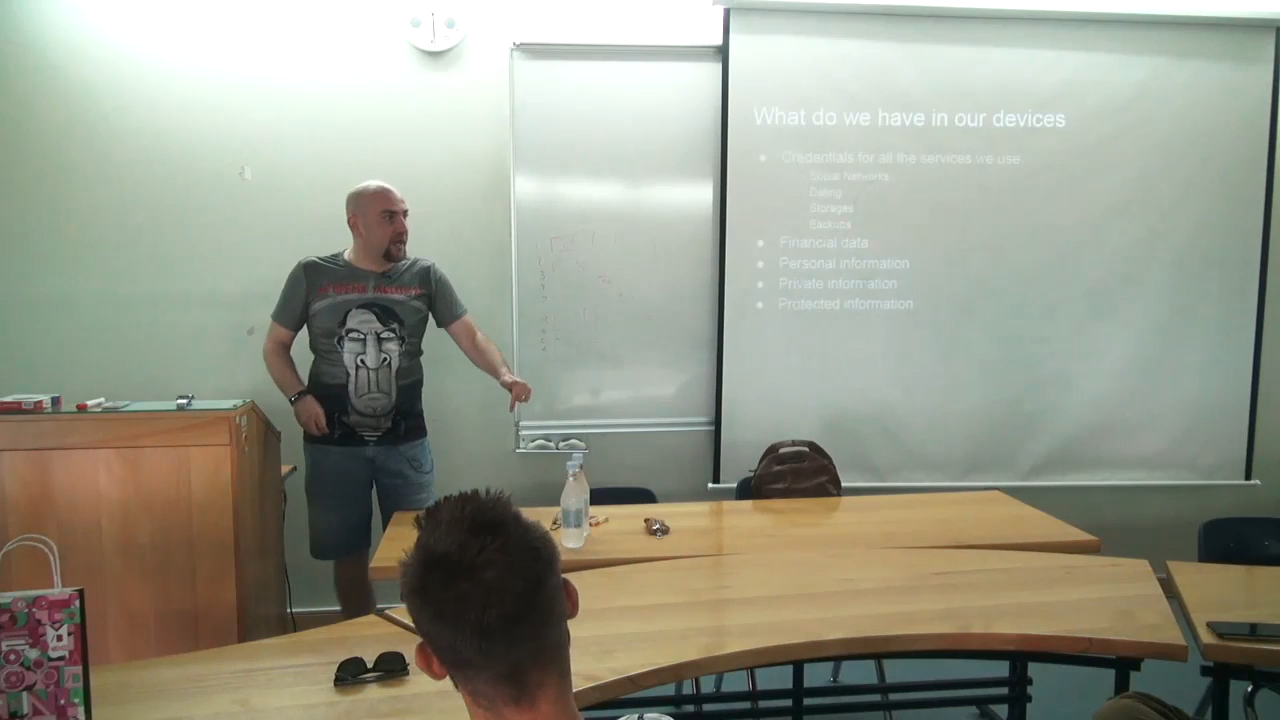 What do we have in our devices
Credentials for all the services we use
Social Networks
Dating
Storages
Backups
Financial data
Personal information
Private information
Protected information